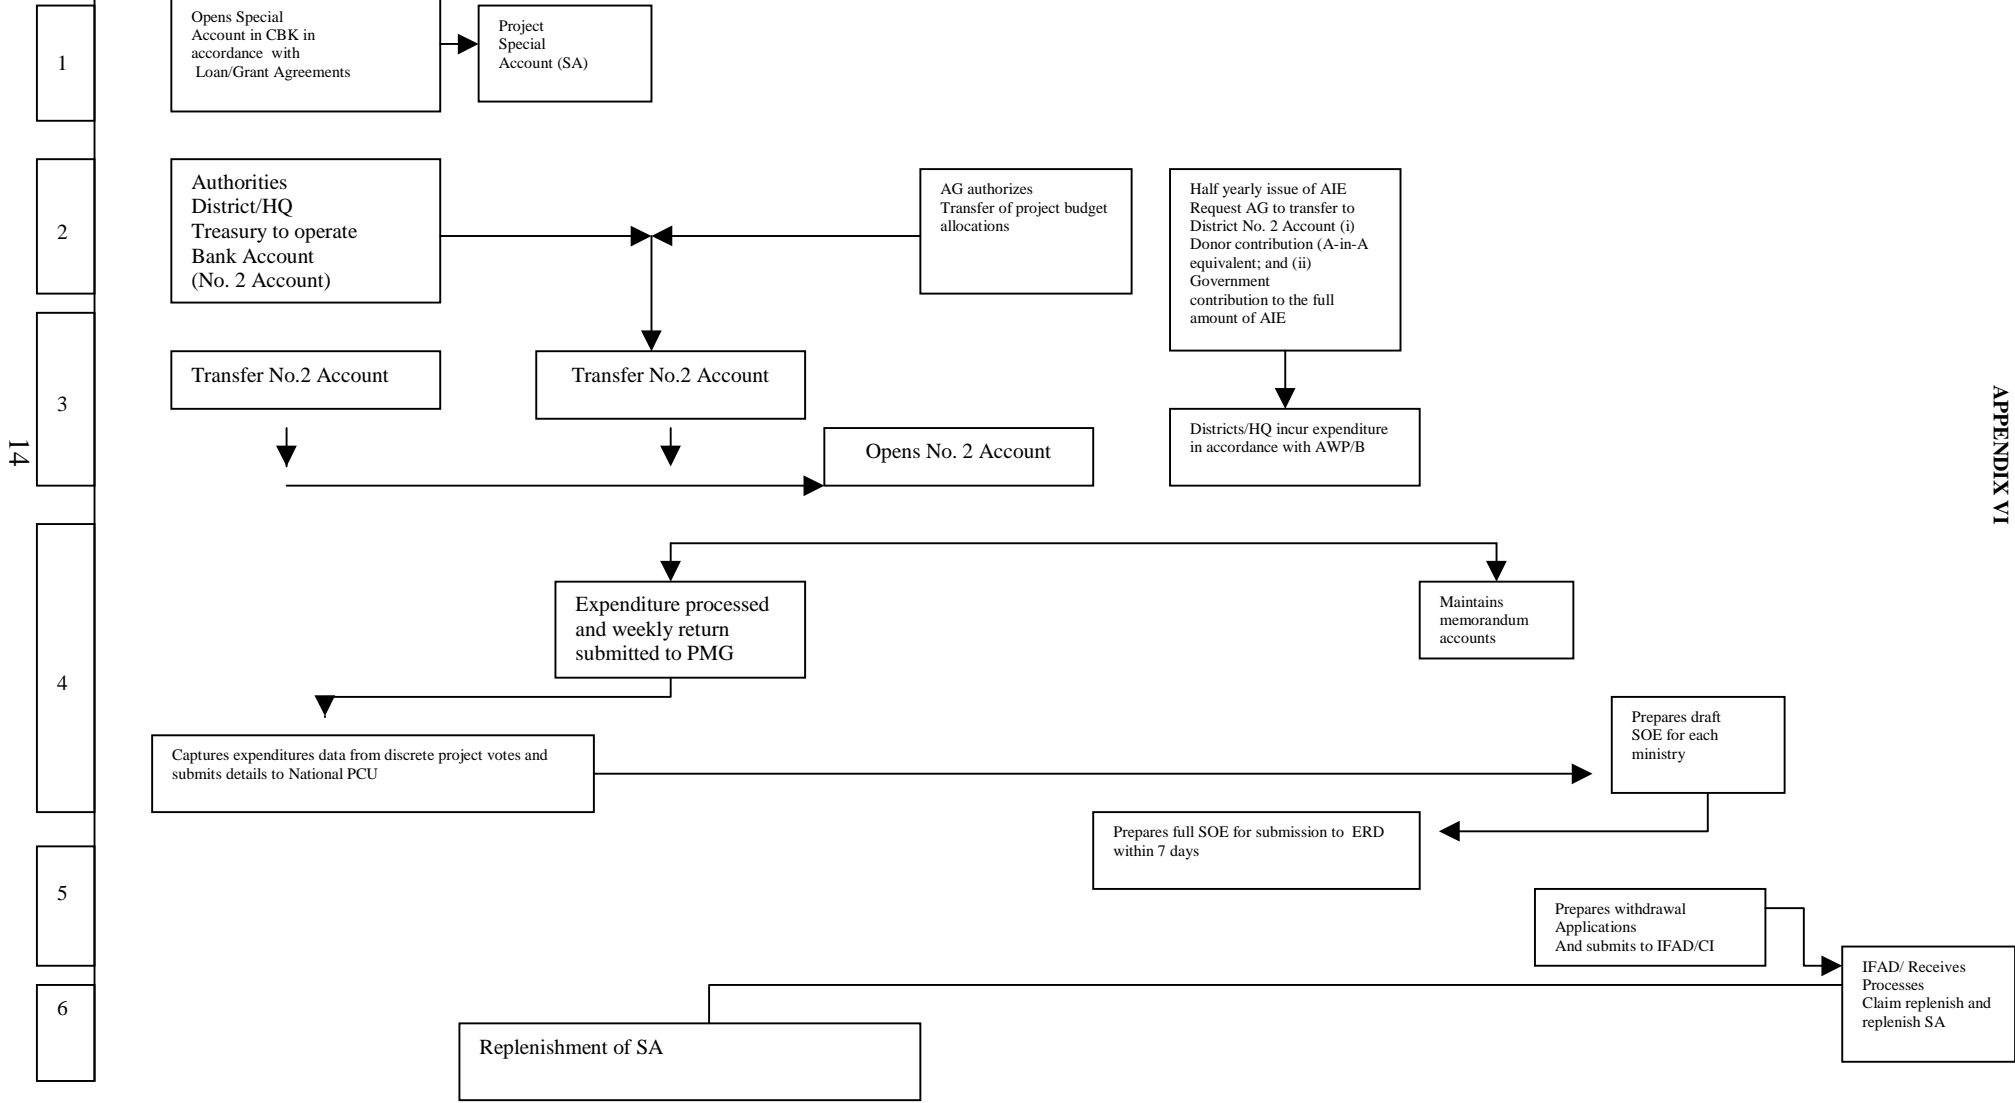 1
Opens Special
Account in CBK in
accordance with
Loan/Grant Agreements
Project
Special
Account (SA)
2
Authorities
District/HQ
Treasury to operate
Bank Account
(No. 2 Account)
AG authorizes
Transfer of project budget
allocations
Half yearly issue of AIE
Request AG to transfer to
District No. 2 Account (i)
Donor contribution (A-in-A
equivalent; and (ii)
Government
contribution to the full
amount of AIE
3
Transfer No.2 Account
Transfer No.2 Account
Opens No. 2 Account
Districts/HQ incur expenditure
in accordance with AWP/B
14
APPENDIX VI
4
Expenditure processed
and weekly return
submitted to PMG
Maintains
memorandum
accounts
Captures expenditures data from discrete project votes and
submits details to National PCU
Prepares draft
SOE for each
ministry
Prepares full SOE for submission to ERD
within 7 days
5
Prepares withdrawal
Applications
And submits to IFAD/CI
IFAD/ Receives
Processes
Claim replenish and
replenish SA
6
Replenishment of SA